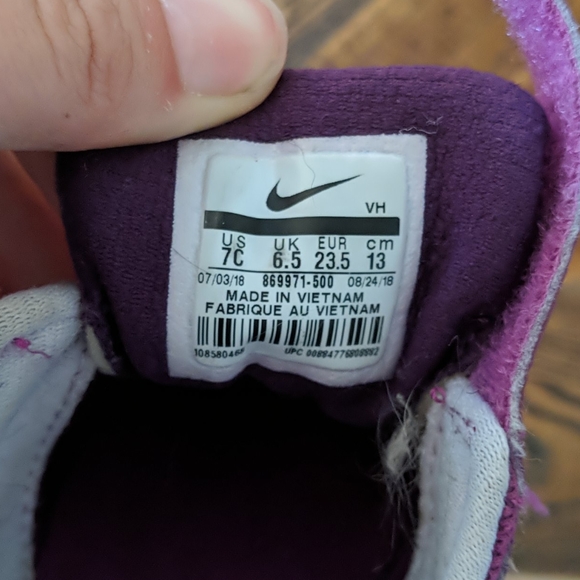 VH
US UK EUR cm
7C 6.5 23.5 13
07/03/18 869971-500 08/24/18
MADE IN VIETNAM
FABRIQUE AU VIETNAM
UPC